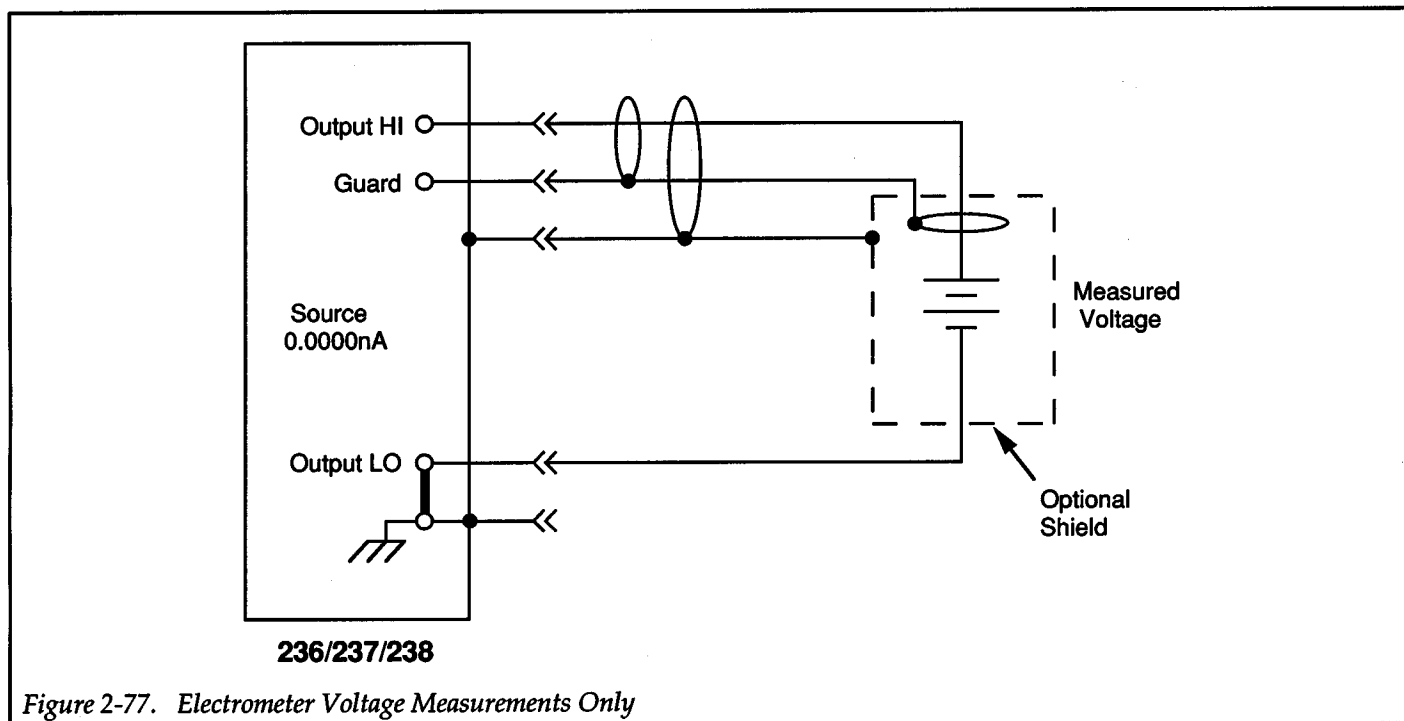 Output HI
Guard
Source
0.0000nA
Measured
Voltage
Output LO
Optional
Shield
236/237/238
Figure 2-77. Electrometer Voltage Measurements Only